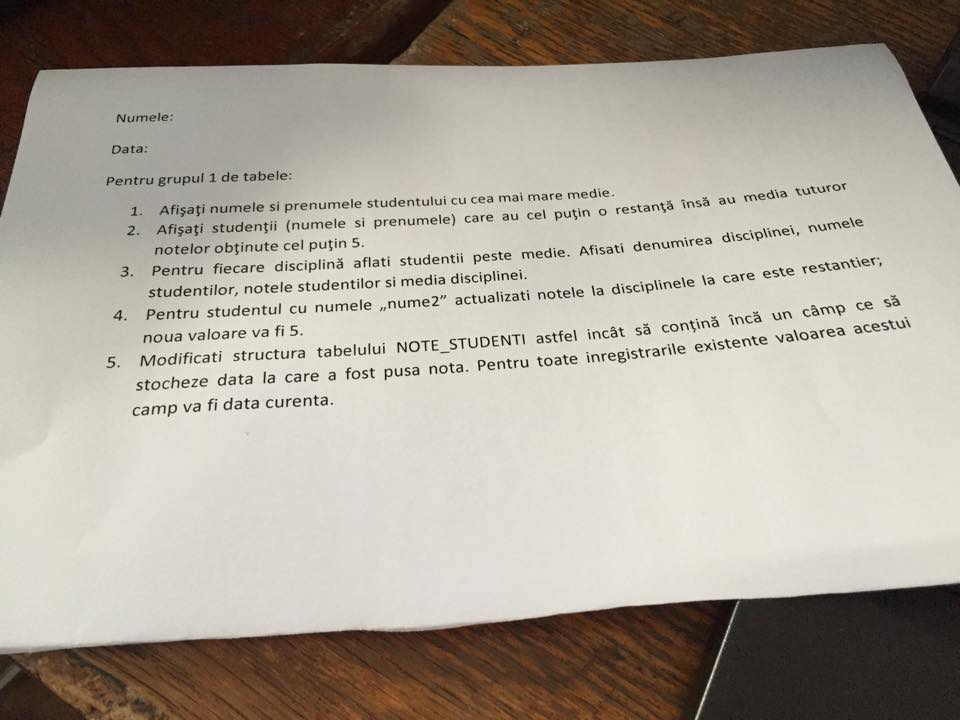 Numele:
Data:
Pentru grupul 1 de tabele:
1. Afişaţi numele si prenumele studentului cu cea mai mare medie.
2. Afişaţi studenţii (numele si prenumele) care au cel puţin o restanţă însă au media tuturor
notelor obţinute cel puţin 5.
3. Pentru fiecare disciplină aflati studentii peste medie. Afisati denumirea disciplinei, numele
studentilor, notele studentilor si media disciplinei.
4. Pentru studentul cu numele „nume2” actualizati notele la disciplinele la care este restantier;
noua valoare va fi 5.
5. Modificati structura tabelului NOTE_STUDENTI astfel incât să conţină încă un câmp ce să
stocheze data la care a fost pusa nota. Pentru toate inregistrarile existente valoarea acestui
camp va fi data curenta.